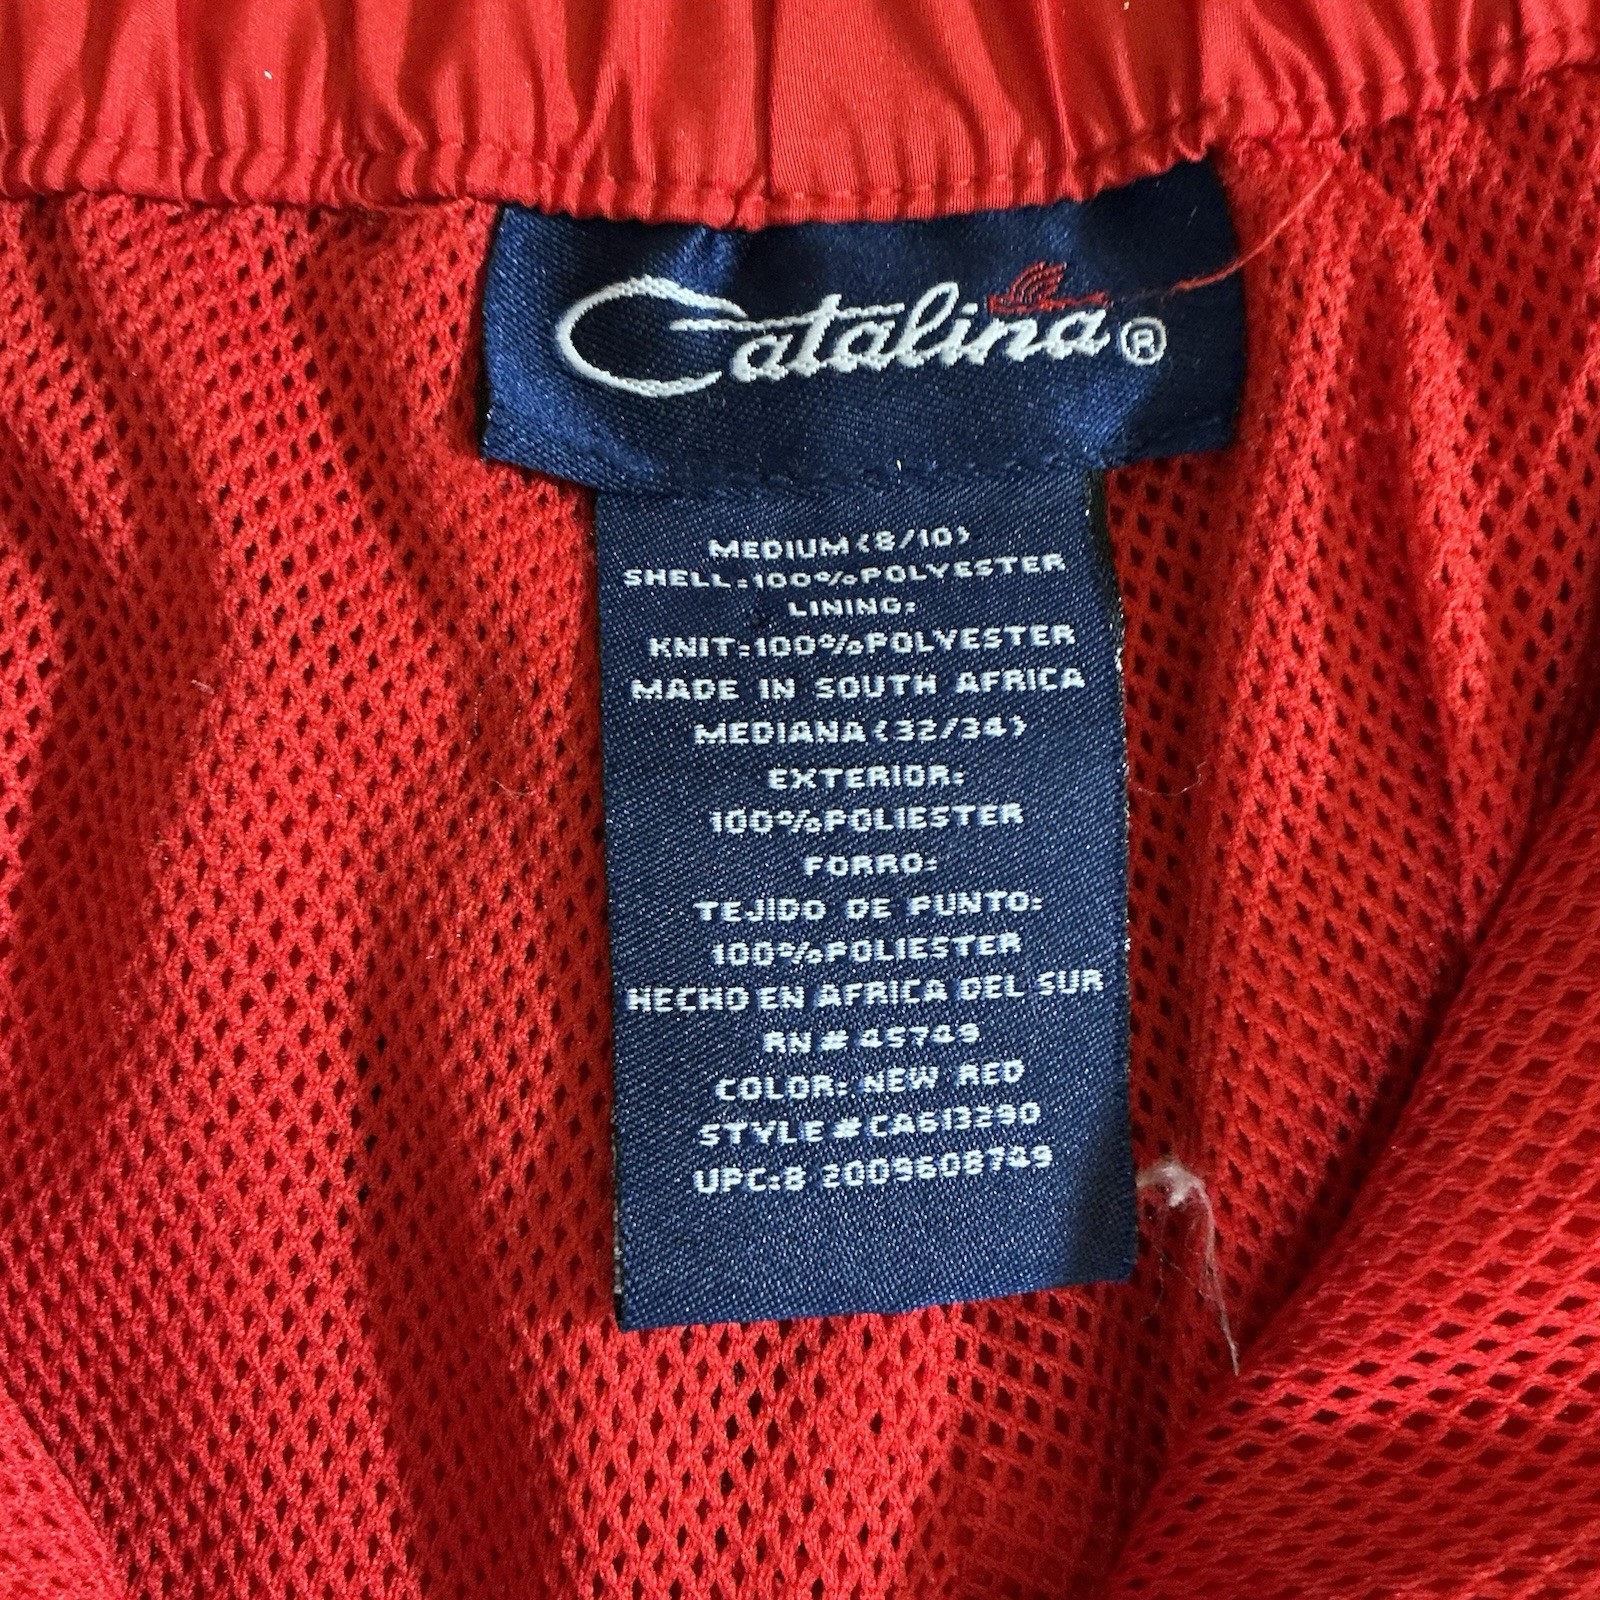 Catalina®
MEDIUM(8/10)
SHELL:100%POLYESTER
LINING:
KNIT:100%POLYESTER
MADE IN SOUTH AFRICA
MEDIANA(32/34)
EXTERIOR:
100%POLIESTER
FORRO:
TEJIDO DE PUNTO:
100%POLIESTER
HECHO EN AFRICA DEL SUR
RN#45749
COLOR: NEW RED
STYLE#CA613290
UPC:8 2009608749